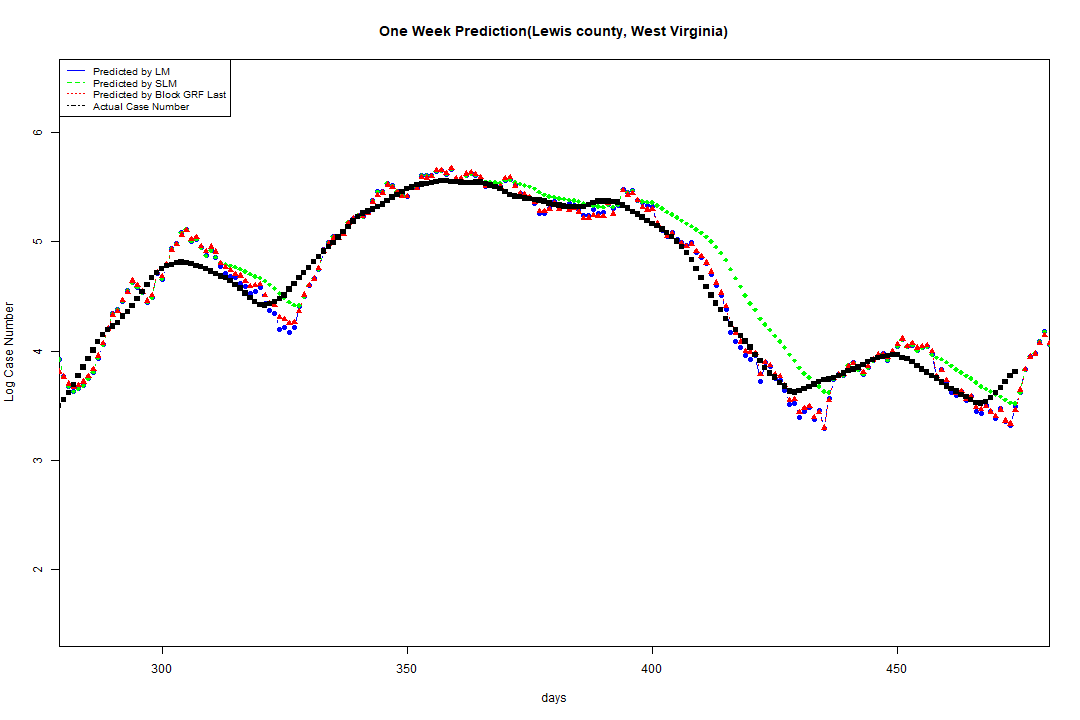 One Week Prediction(Lewis county, West Virginia)
Predicted by LM
Predicted by SLM
Predicted by Block GRF Last
Actual Case Number
6
5
4
3
2
Log Case Number
300 350 400 450
days